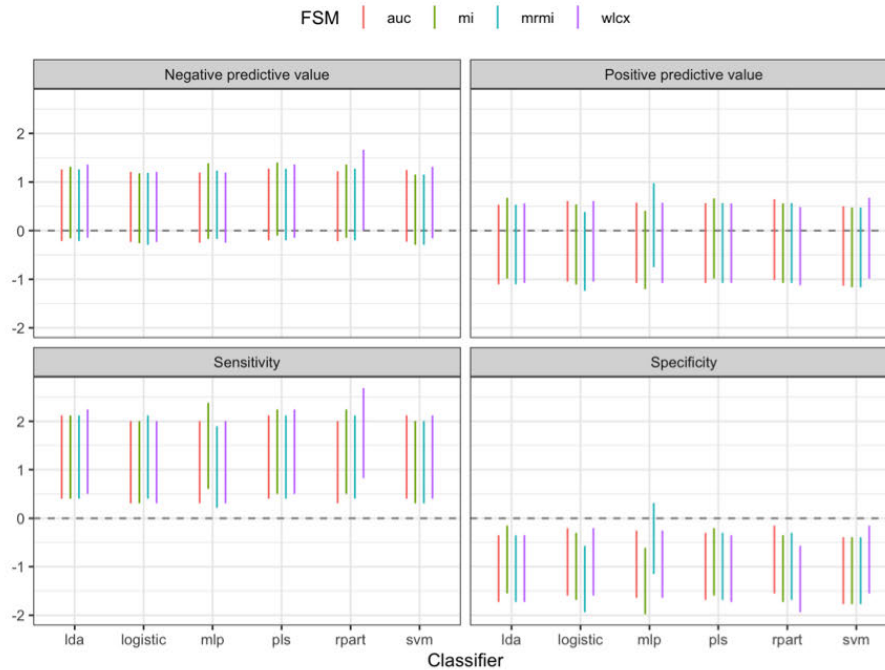 FSM auc mi mrmi wlcx
Negative predictive value Positive predictive value
2
1
0
-1
-2
Sensitivity Specificity
2
1
0
-1
-2
lda logistic mlp pls rpart svm lda logistic mlp pls rpart svm
Classifier